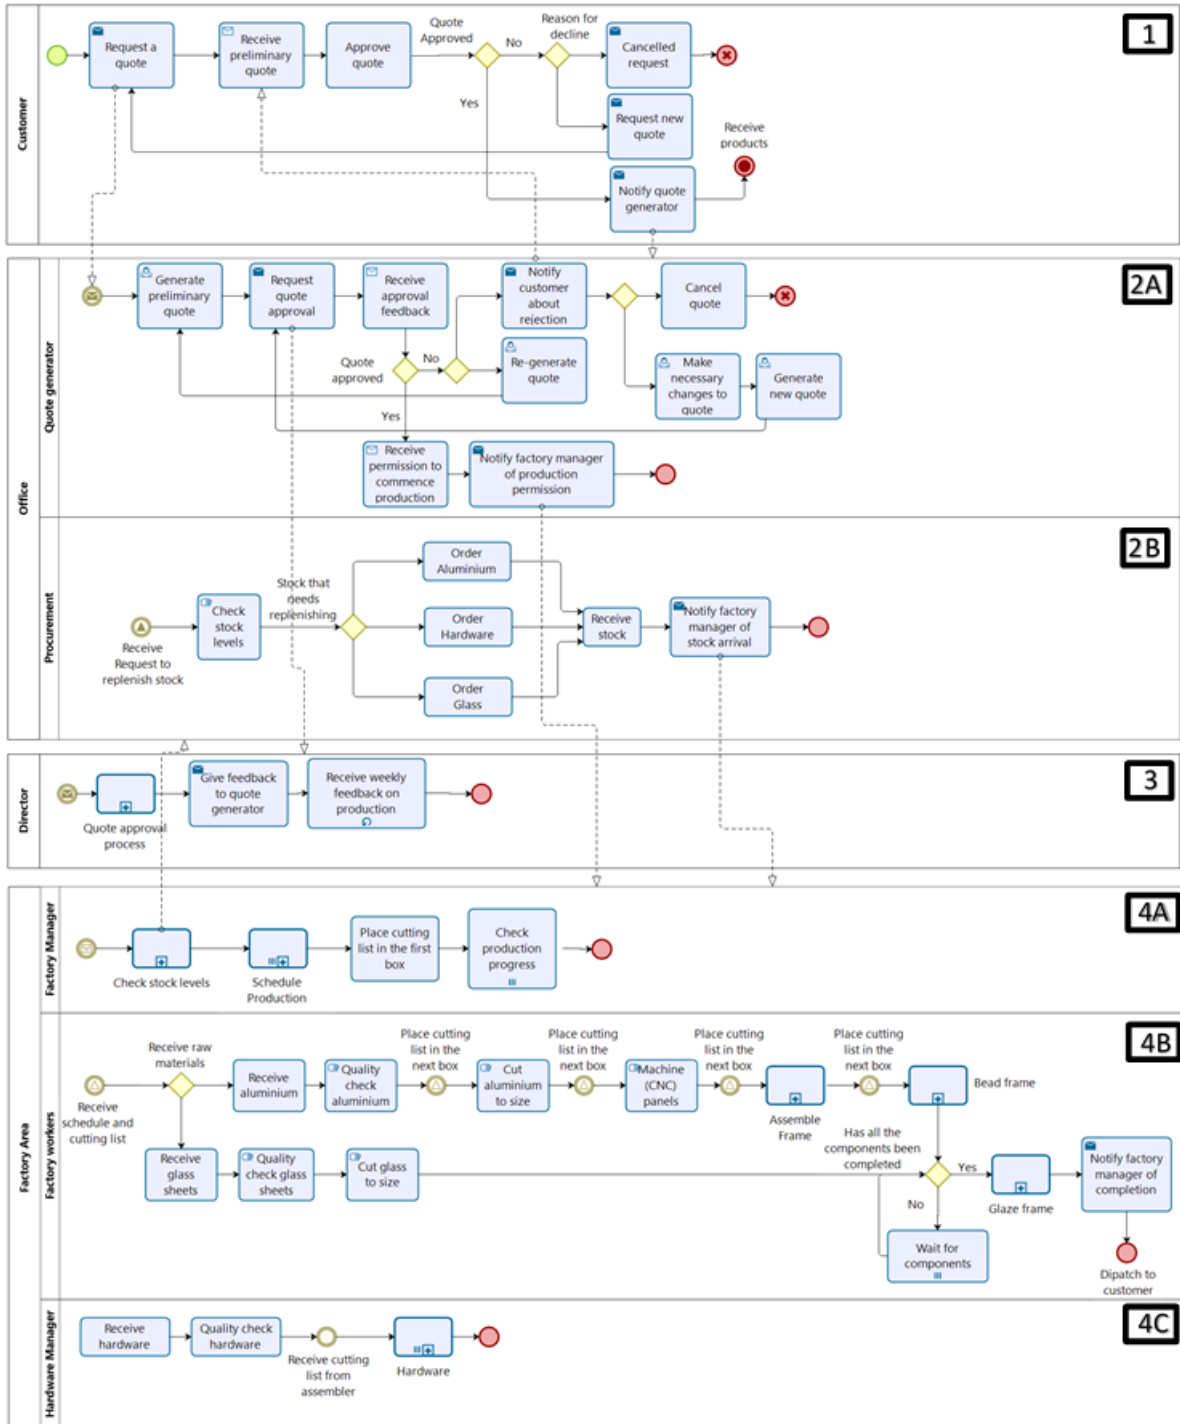 1
Customer
Request a
quote
Receive
preliminary
quote
Approve
quote
Quote
Approved
No
Reason for
decline
Cancelled
request
Yes
Request new
quote
Receive
products
Notify quote
generator
2A
Office
Quote generator
Generate
preliminary
quote
Request
quote
approval
Receive
approval
feedback
Notify
customer
about
rejection
Cancel
quote
Quote
approved
No
Re-generate
quote
Make
necessary
changes to
quote
Generate
new quote
Yes
Receive
permission to
commence
production
Notify factory manager
of production
permission
2B
Procurement
Receive
Request to
replenish stock
Check
stock
levels
Stock that
needs
replenishing
Order
Aluminium
Order
Hardware
Order
Glass
Receive
stock
Notify factory
manager of
stock arrival
3
Director
Quote approval
process
Give feedback
to quote
generator
Receive weekly
feedback on
production
4A
Factory Area
Factory Manager
Check stock levels
Schedule
Production
Place cutting
list in the first
box
Check
production
progress
4B
Factory workers
Receive
schedule and
cutting list
Receive raw
materials
Receive
aluminium
Quality
check
aluminium
Place cutting
list in the
next box
Cut
aluminium
to size
Place cutting
list in the
next box
Machine
(CNC)
panels
Place cutting
list in the
next box
Assemble
Frame
Place cutting
list in the
next box
Bead frame
Receive
glass
sheets
Quality
check glass
sheets
Cut glass
to size
Has all the
components been
completed
Yes
No
Wait for
components
Glaze frame
Notify factory
manager of
completion
Dipatch to
customer
4C
Hardware Manager
Receive
hardware
Quality check
hardware
Receive cutting
list from
assembler
Hardware